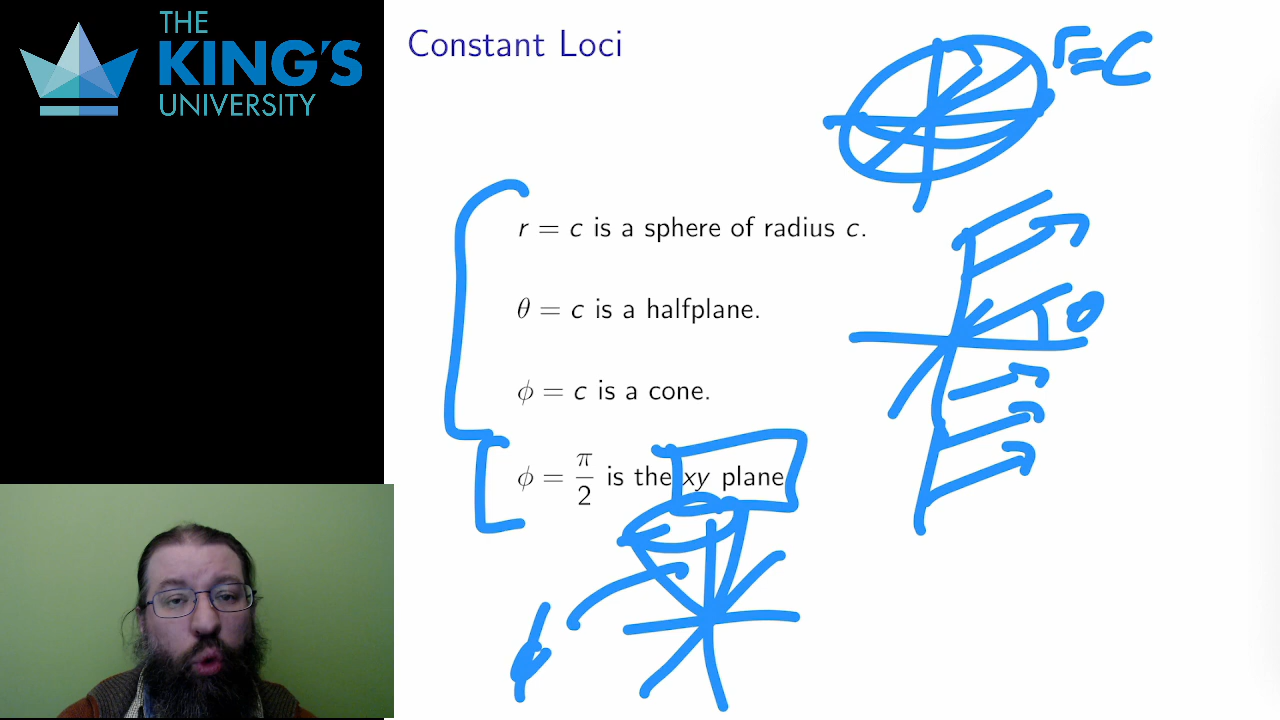 THE
KING'S
UNIVERSITY
Constant Loci
r = c
r = c is a sphere of radius c.
θ = c is a halfplane.
θ
ϕ = c is a cone.
ϕ = π/2 is the xy plane
ϕ